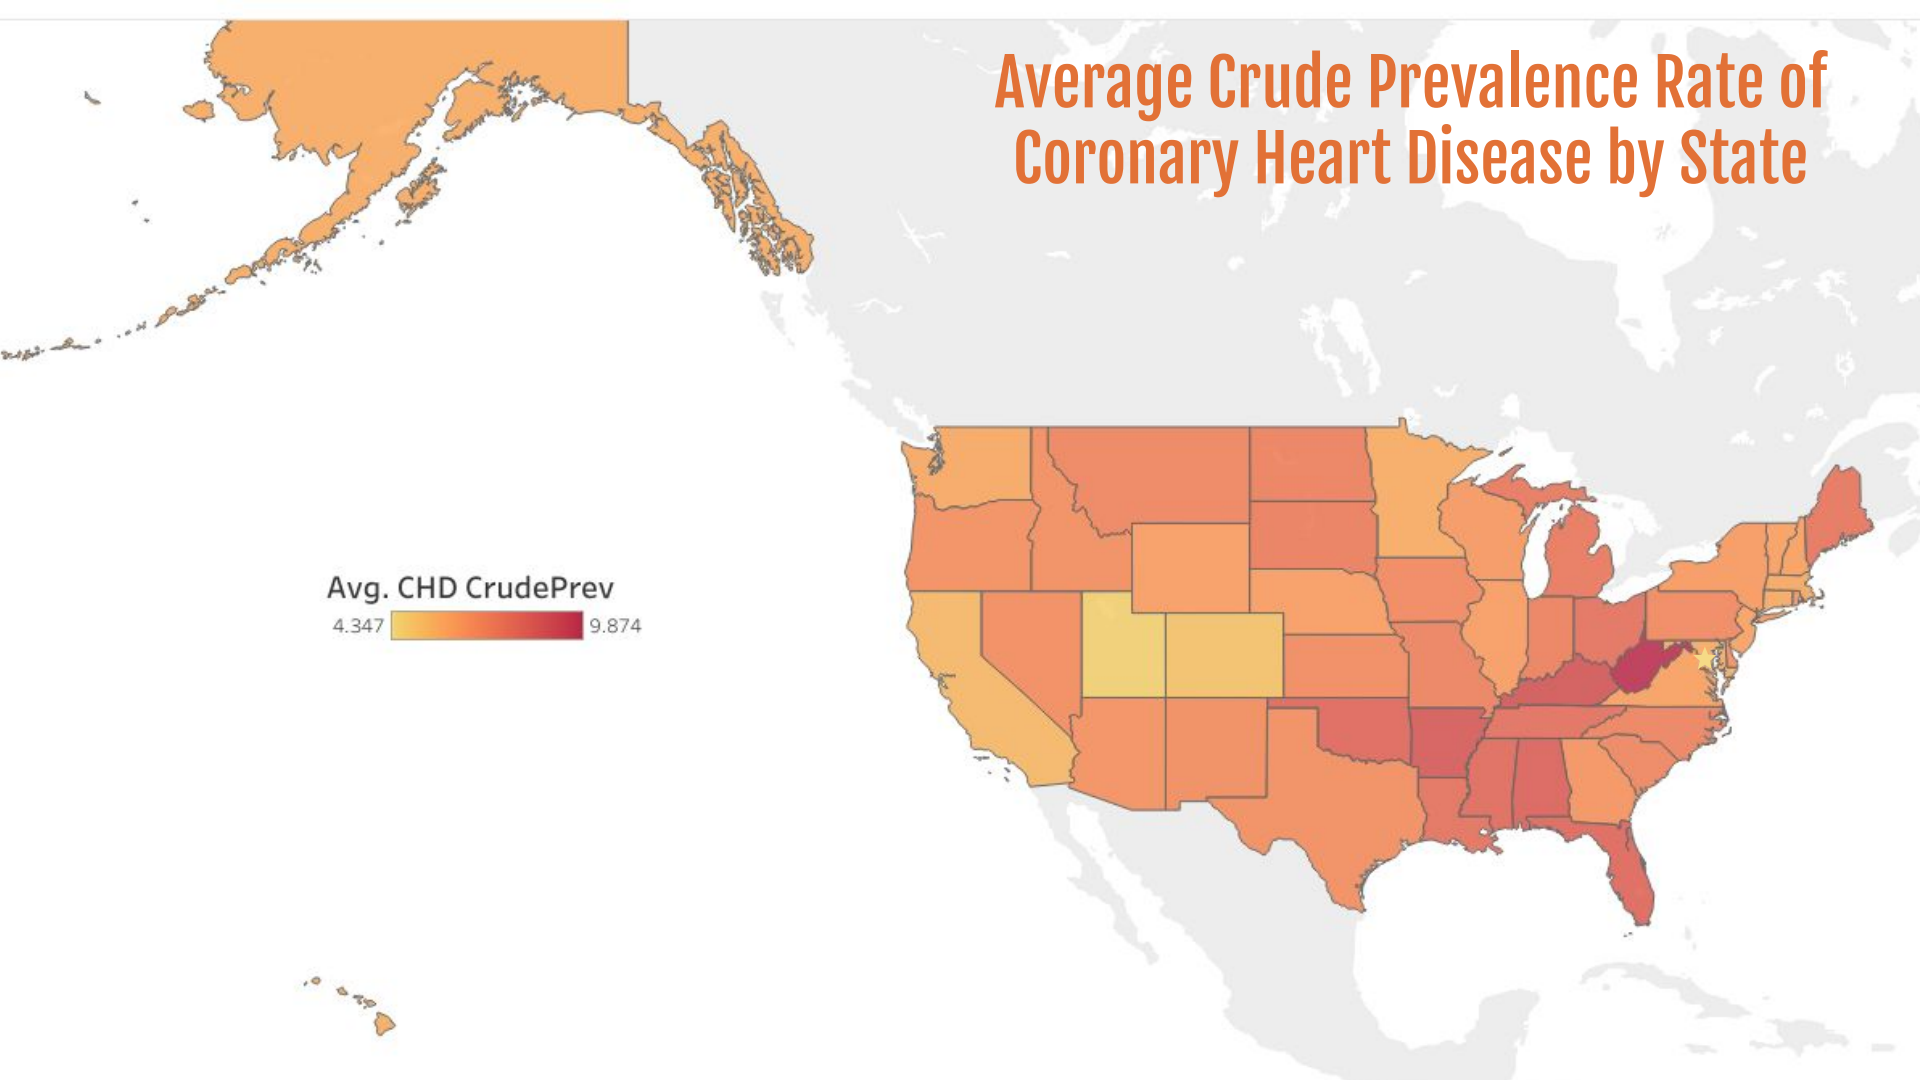 Average Crude Prevalence Rate of
Coronary Heart Disease by State
Avg. CHD CrudePrev
4.347 9.874